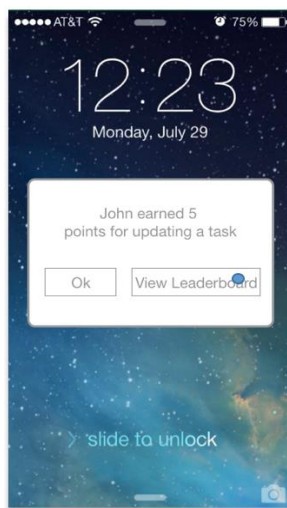 AT&T 75%
12:23
Monday, July 29
John earned 5
points for updating a task
Ok View Leaderboard
> slide to unlock